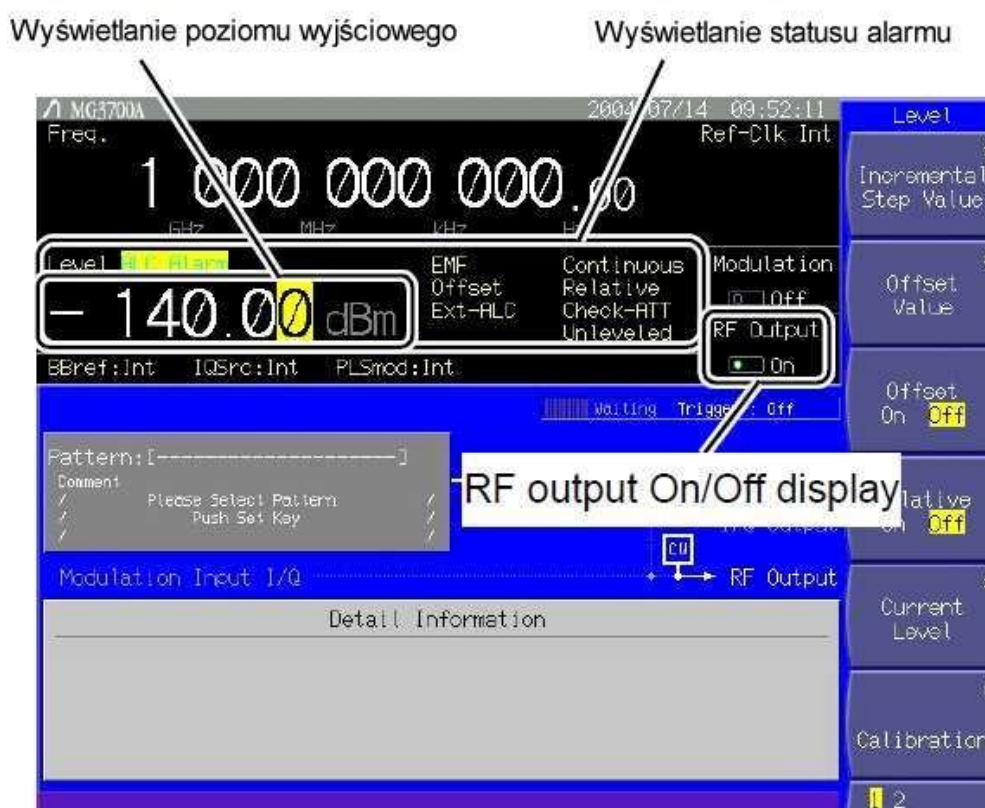 Wyświetlanie poziomu wyjściowego
Wyświetlanie statusu alarmu
MG3700A
2004/07/14 09:52:11
Freq.
Ref-Clk Int
1 000 000 000.00
GHz MHz kHz
Level ALC Alarm
-140.00 dBm
EMF
Offset
Ext-ALC
Continuous
Relative
Check-ATT
Unleveled
Modulation
Off
RF Output
On
BBref:Int IQSrc:Int PLSmod:Int
Waiting Trigger: Off
Pattern:[--------------------]
Comment
/ Please Select Pattern /
/ Push Set Key /
/ /
RF output On/Off display
CW
Modulation Input I/Q
RF Output
Detail Information
Level
Incremental
Step Value
Offset
Value
Offset
On Off
Off
Current
Level
Calibration
1 2